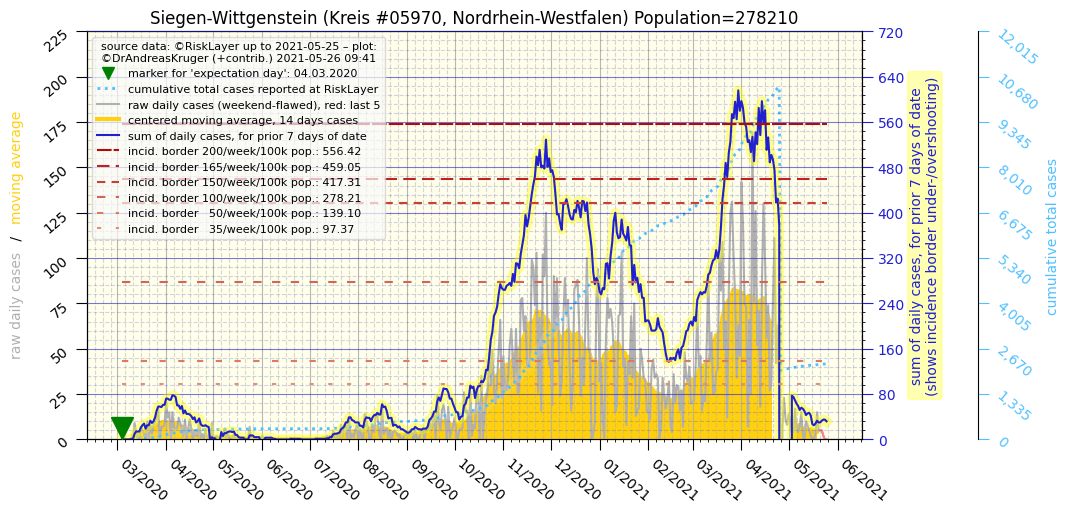 Siegen-Wittgenstein (Kreis #05970, Nordrhein-Westfalen) Population=278210
source data: ©RiskLayer up to 2021-05-25 – plot:
©DrAndreasKruger (+contrib.) 2021-05-26 09:41
marker for 'expectation day': 04.03.2020
cumulative total cases reported at RiskLayer
raw daily cases (weekend-flawed), red: last 5
centered moving average, 14 days cases
sum of daily cases, for prior 7 days of date
incid. border 200/week/100k pop.: 556.42
incid. border 165/week/100k pop.: 459.05
incid. border 150/week/100k pop.: 417.31
incid. border 100/week/100k pop.: 278.21
incid. border   50/week/100k pop.: 139.10
incid. border   35/week/100k pop.: 97.37
raw daily cases   /   moving average
225
200
175
150
125
100
75
50
25
0
03/2020
04/2020
05/2020
06/2020
07/2020
08/2020
09/2020
10/2020
11/2020
12/2020
01/2021
02/2021
03/2021
04/2021
05/2021
06/2021
720
640
560
480
400
320
240
160
80
0
sum of daily cases, for prior 7 days of date
(shows incidence border under-/overshooting)
12,015
10,680
9,345
8,010
6,675
5,340
4,005
2,670
1,335
0
cumulative total cases